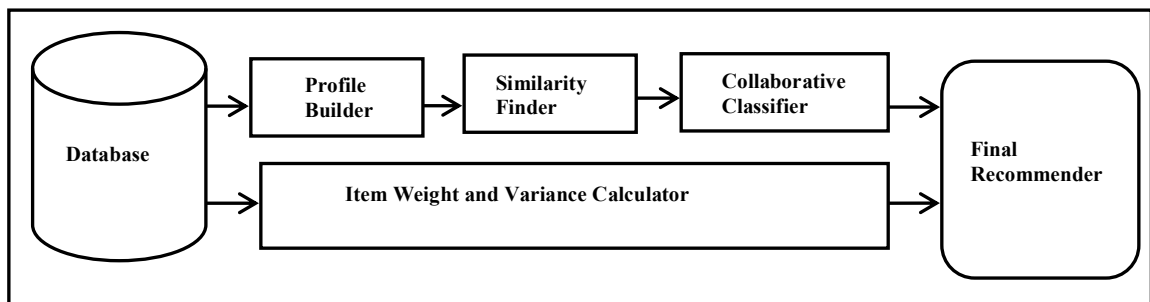 Database
Profile
Builder
Similarity
Finder
Collaborative
Classifier
Item Weight and Variance Calculator
Final
Recommender